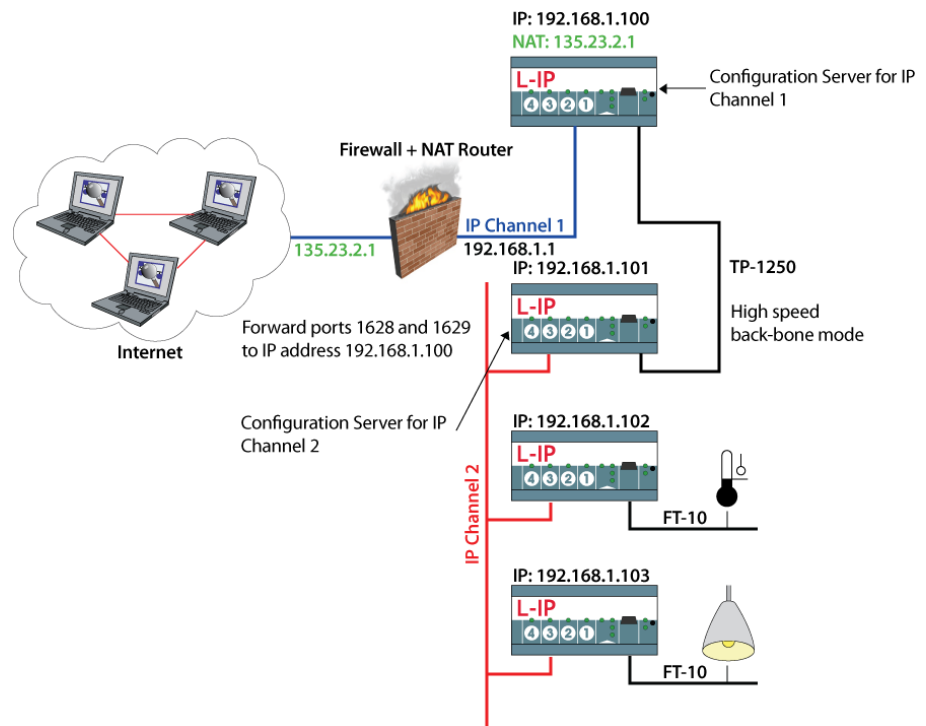 IP: 192.168.1.100
NAT: 135.23.2.1
L-IP
4 3 2 1
Configuration Server for IP
Channel 1
Firewall + NAT Router
IP Channel 1
135.23.2.1
192.168.1.1
Internet
Forward ports 1628 and 1629
to IP address 192.168.1.100
IP: 192.168.1.101
L-IP
4 3 2 1
TP-1250
High speed
back-bone mode
Configuration Server for IP
Channel 2
IP: 192.168.1.102
L-IP
4 3 2 1
FT-10
IP Channel 2
IP: 192.168.1.103
L-IP
4 3 2 1
FT-10